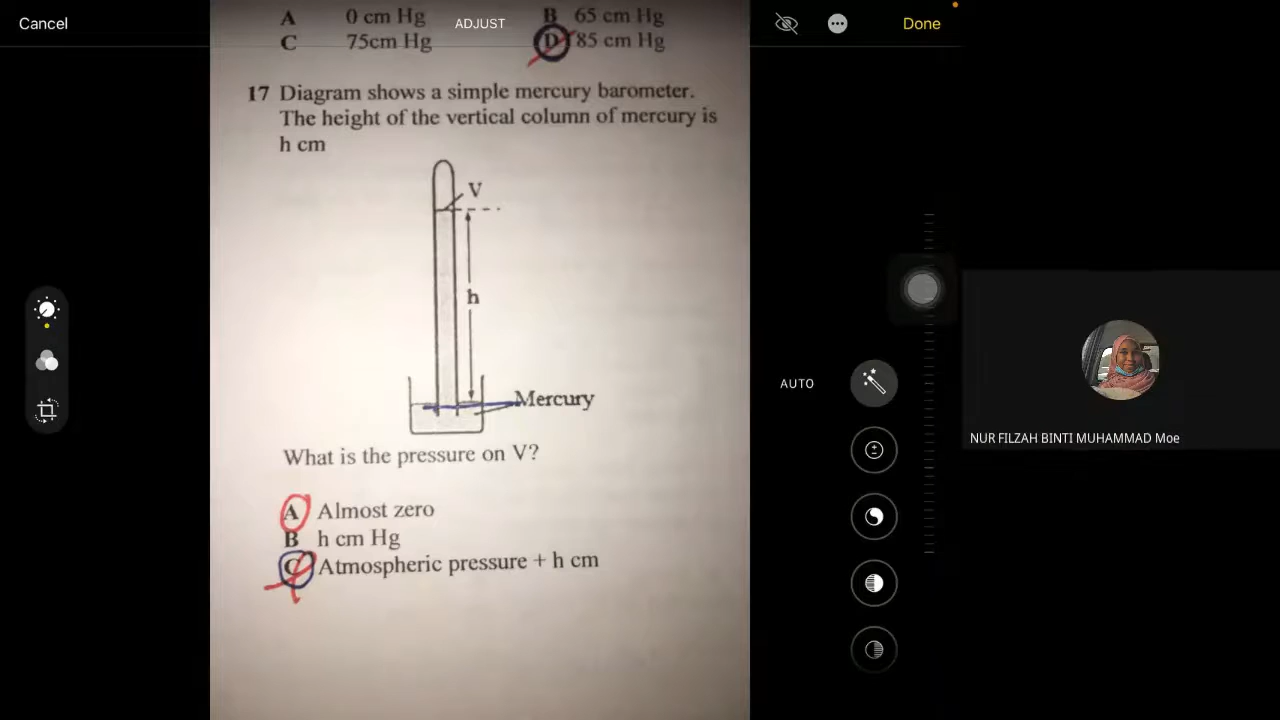 Cancel
ADJUST
Done
A 0 cm Hg B 65 cm Hg
C 75cm Hg D 85 cm Hg
17 Diagram shows a simple mercury barometer.
The height of the vertical column of mercury is
h cm
V
h
Mercury
What is the pressure on V?
A Almost zero
B h cm Hg
C Atmospheric pressure + h cm
AUTO
NUR FILZAH BINTI MUHAMMAD Moe